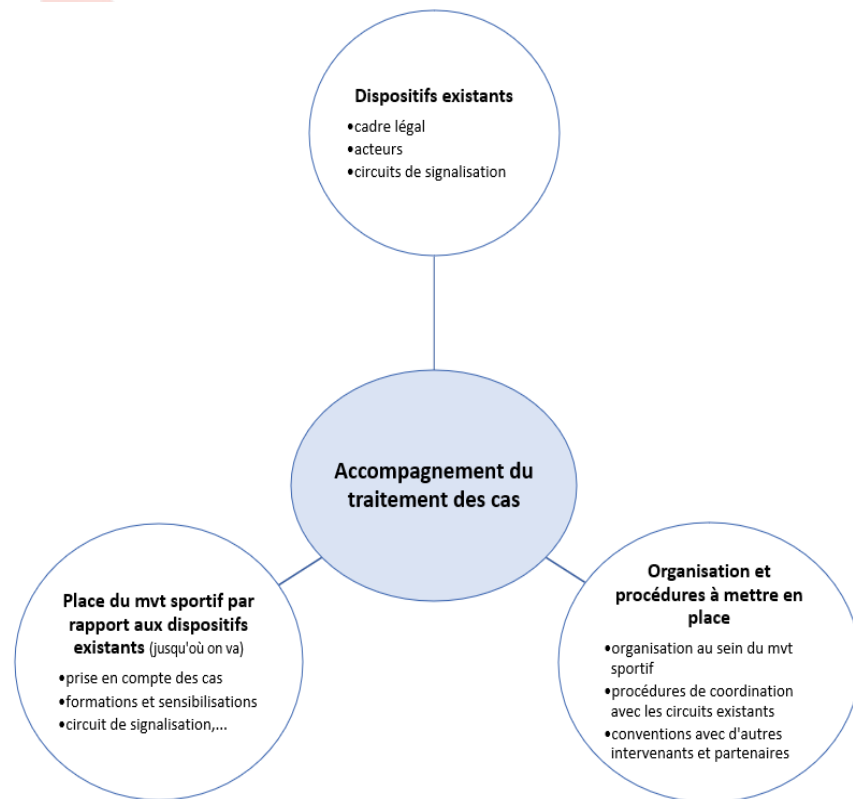 Dispositifs existants
•cadre légal
•acteurs
•circuits de signalisation
Accompagnement du
traitement des cas
Place du mvt sportif par
rapport aux dispositifs
existants (jusqu'où on va)
•prise en compte des cas
•formations et sensibilisations
•circuit de signalisation,...
Organisation et
procédures à mettre en
place
•organisation au sein du mvt
sportif
•procédures de coordination
avec les circuits existants
•conventions avec d'autres
intervenants et partenaires